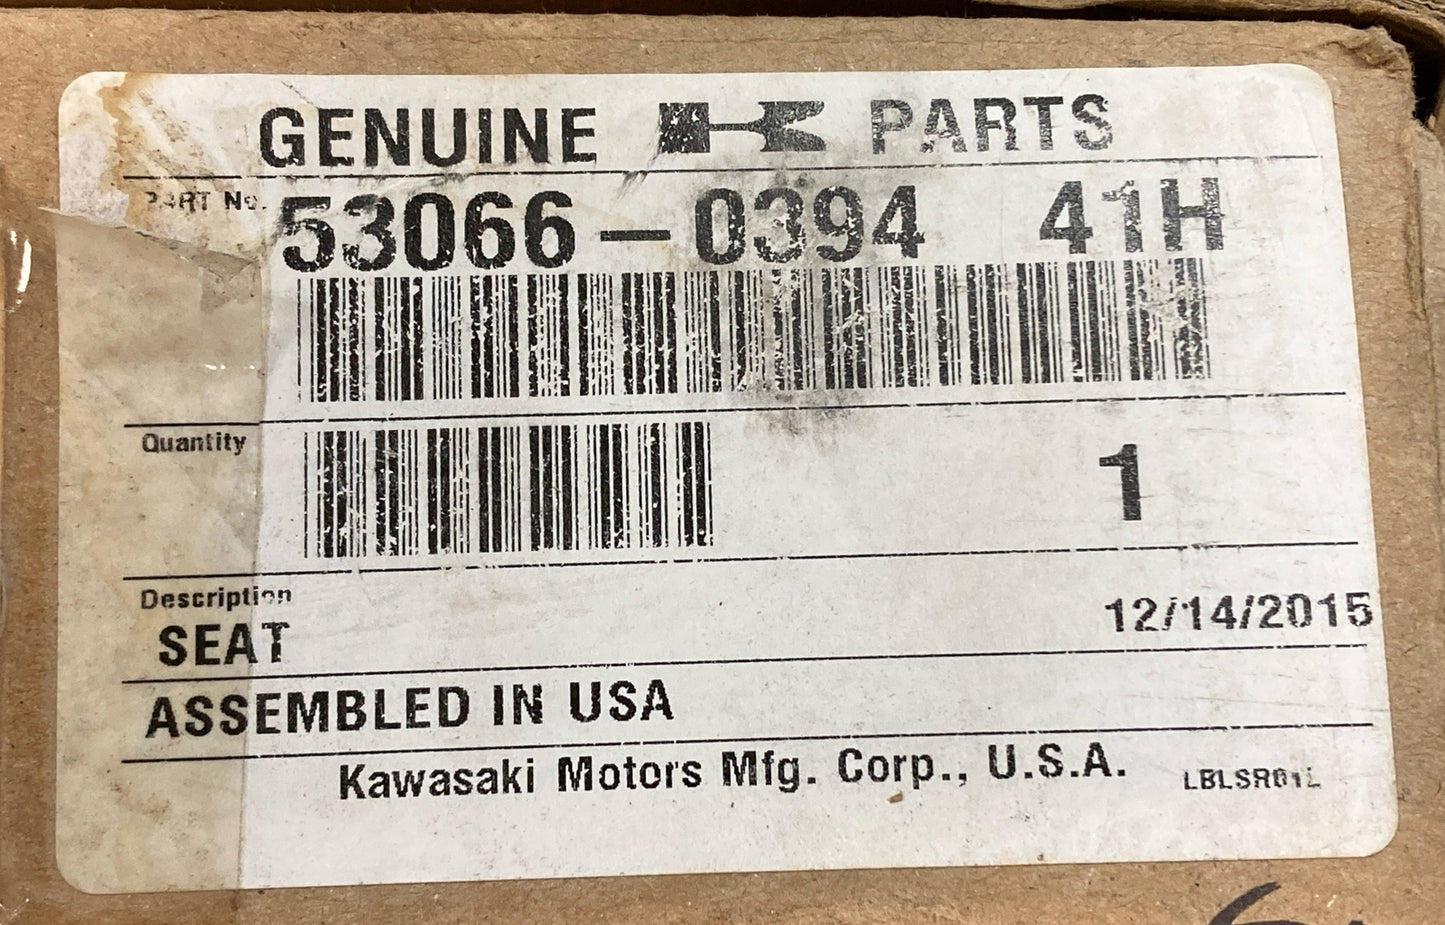 GENUINE K PARTS
PART No. 53066-0394 41H
Quantity 1
Description
SEAT 12/14/2015
ASSEMBLED IN USA
Kawasaki Motors Mfg. Corp., U.S.A. LBLSR01L